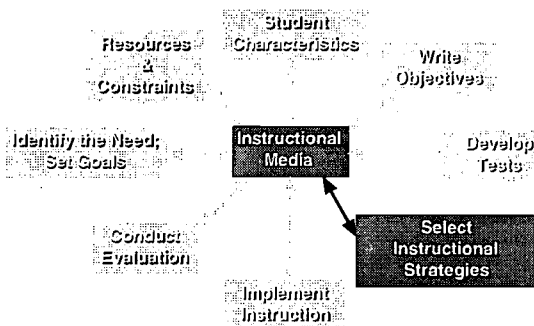 Student
Characteristics
Resources
&
Constraints
Write
Objectives
Identify the Need;
Set Goals
Instructional
Media
Develop
Tests
Conduct
Evaluation
Select
Instructional
Strategies
Implement
Instruction